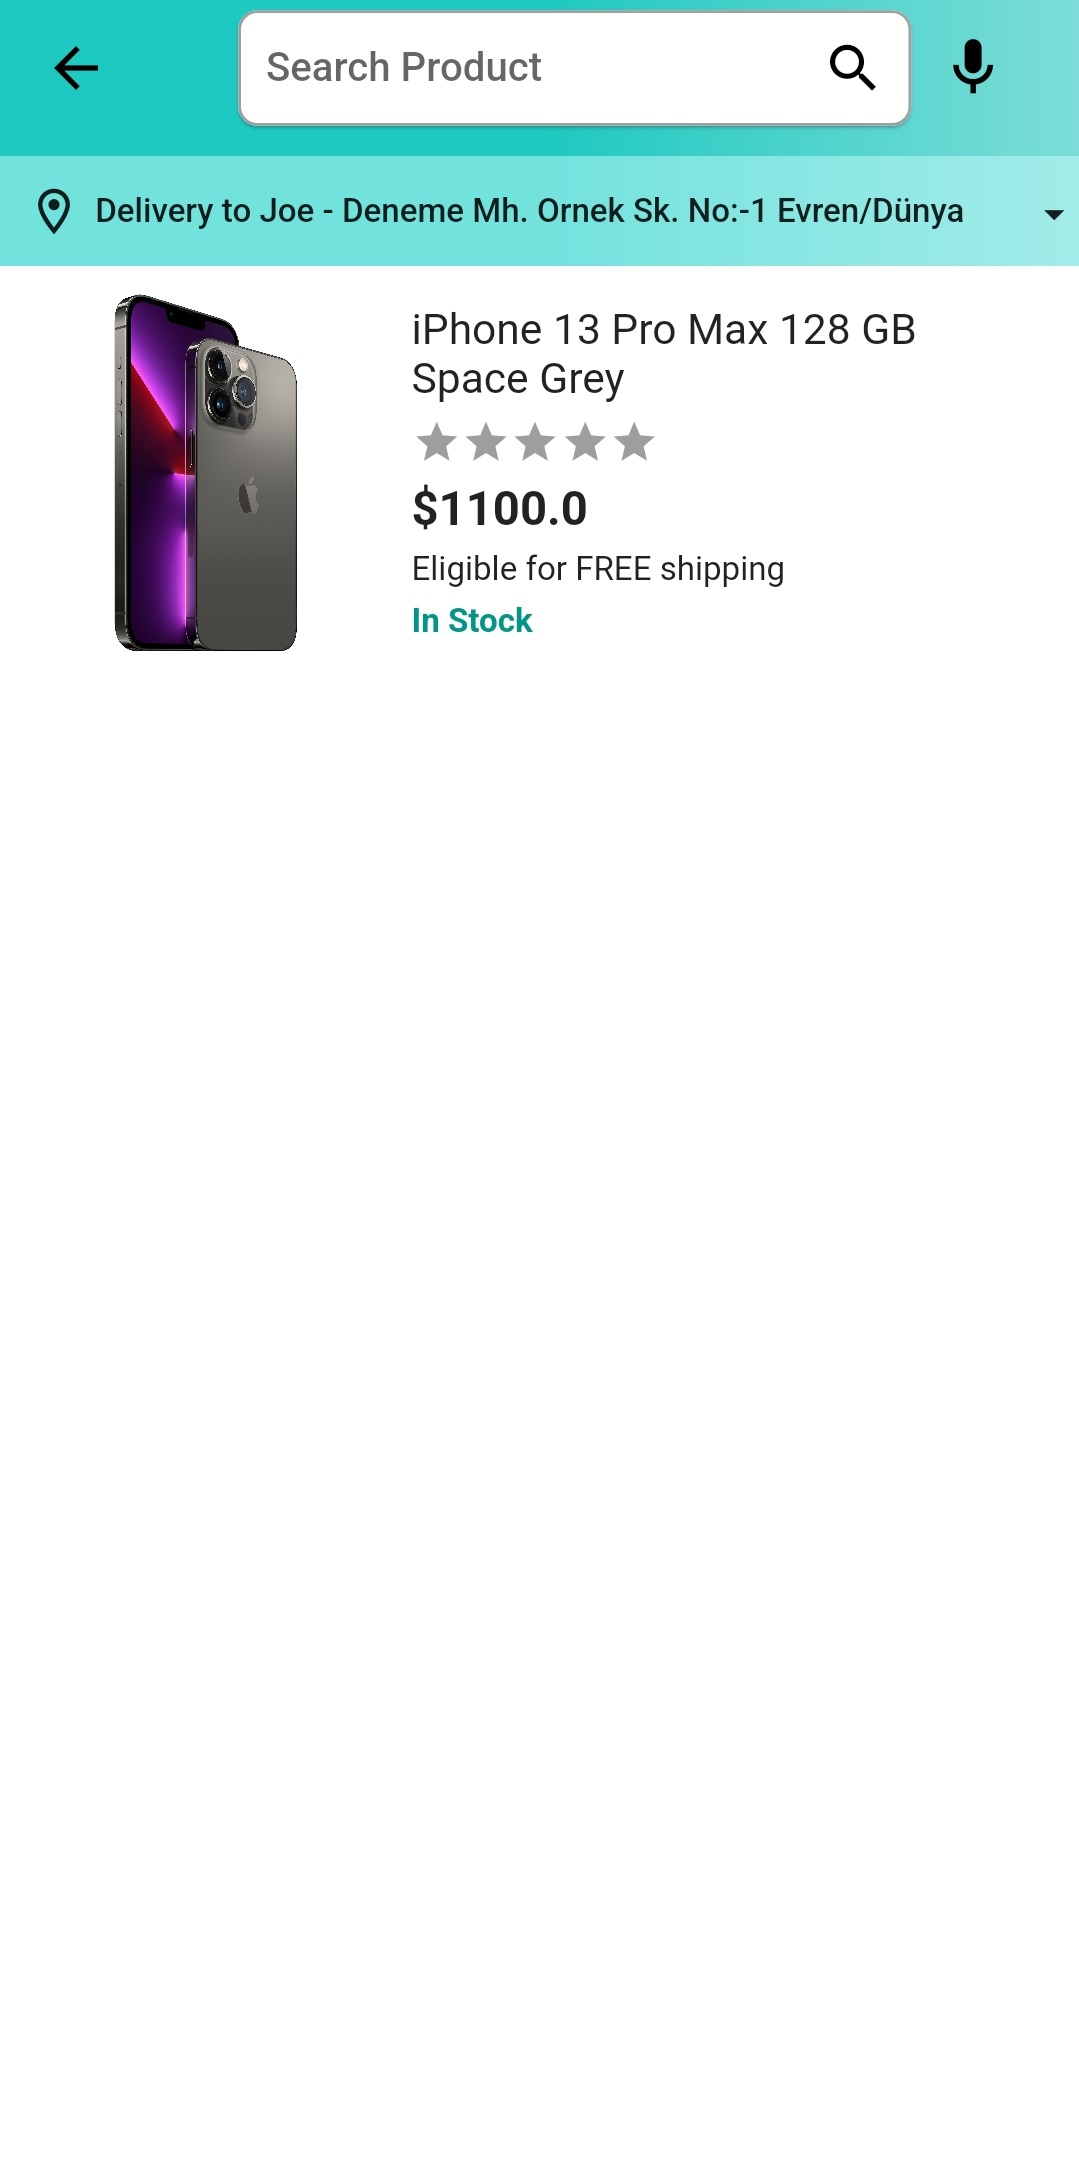 Search Product
Delivery to Joe - Deneme Mh. Ornek Sk. No:-1 Evren/Dünya
iPhone 13 Pro Max 128 GB
Space Grey
$1100.0
Eligible for FREE shipping
In Stock